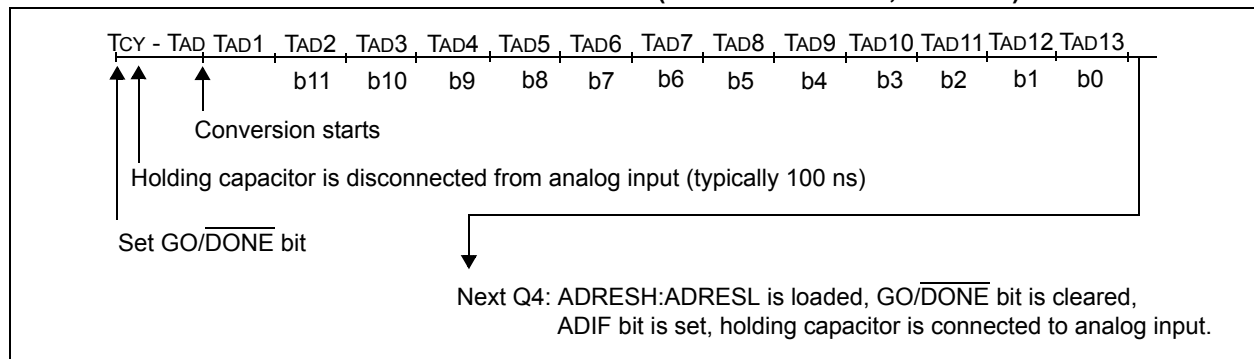 TCY - TAD TAD1 TAD2 TAD3 TAD4 TAD5 TAD6 TAD7 TAD8 TAD9 TAD10 TAD11 TAD12 TAD13
b11 b10 b9 b8 b7 b6 b5 b4 b3 b2 b1 b0
Conversion starts
Holding capacitor is disconnected from analog input (typically 100 ns)
Set GO/DONE bit
Next Q4: ADRESH:ADRESL is loaded, GO/DONE bit is cleared,
ADIF bit is set, holding capacitor is connected to analog input.